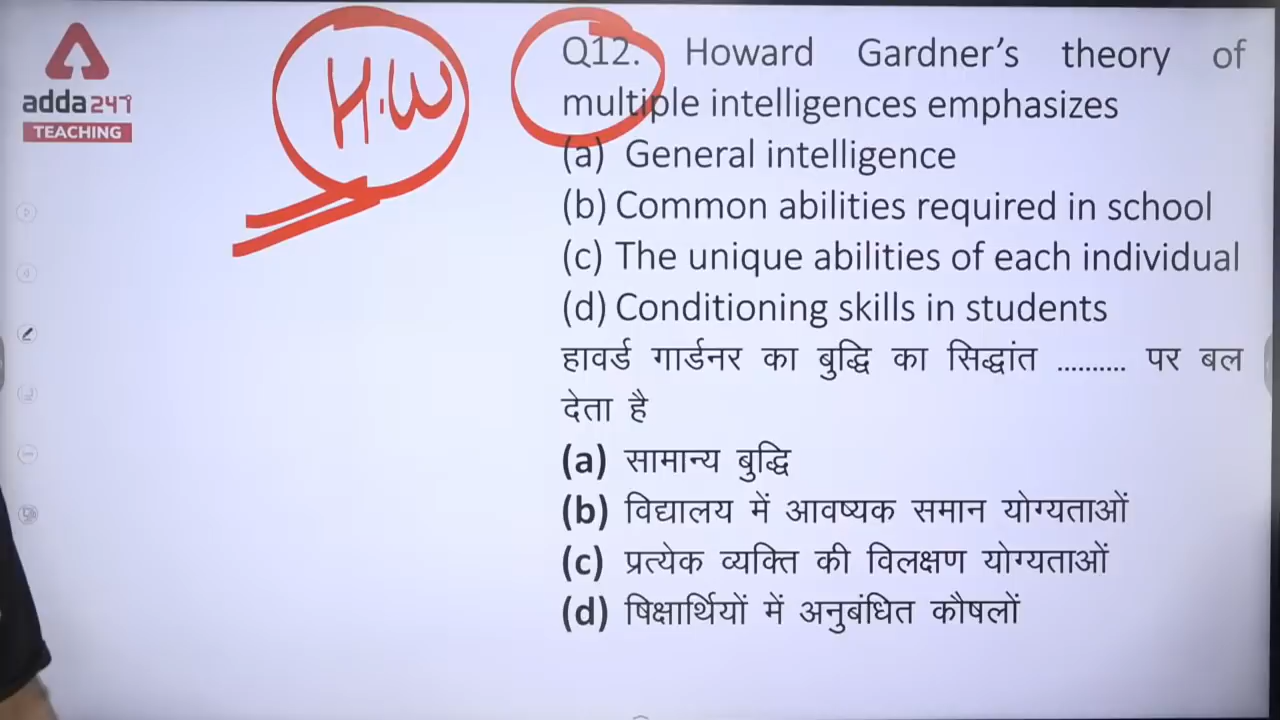 adda247
TEACHING
H.W
Q12. Howard Gardner's theory of
multiple intelligences emphasizes
(a) General intelligence
(b) Common abilities required in school
(c) The unique abilities of each individual
(d) Conditioning skills in students
हावर्ड गार्डनर का बुद्धि का सिद्धांत .......... पर बल
देता है
(a) सामान्य बुद्धि
(b) विद्यालय में आवष्यक समान योग्यताओं
(c) प्रत्येक व्यक्ति की विलक्षण योग्यताओं
(d) षिक्षार्थियों में अनुबंधित कौषलों